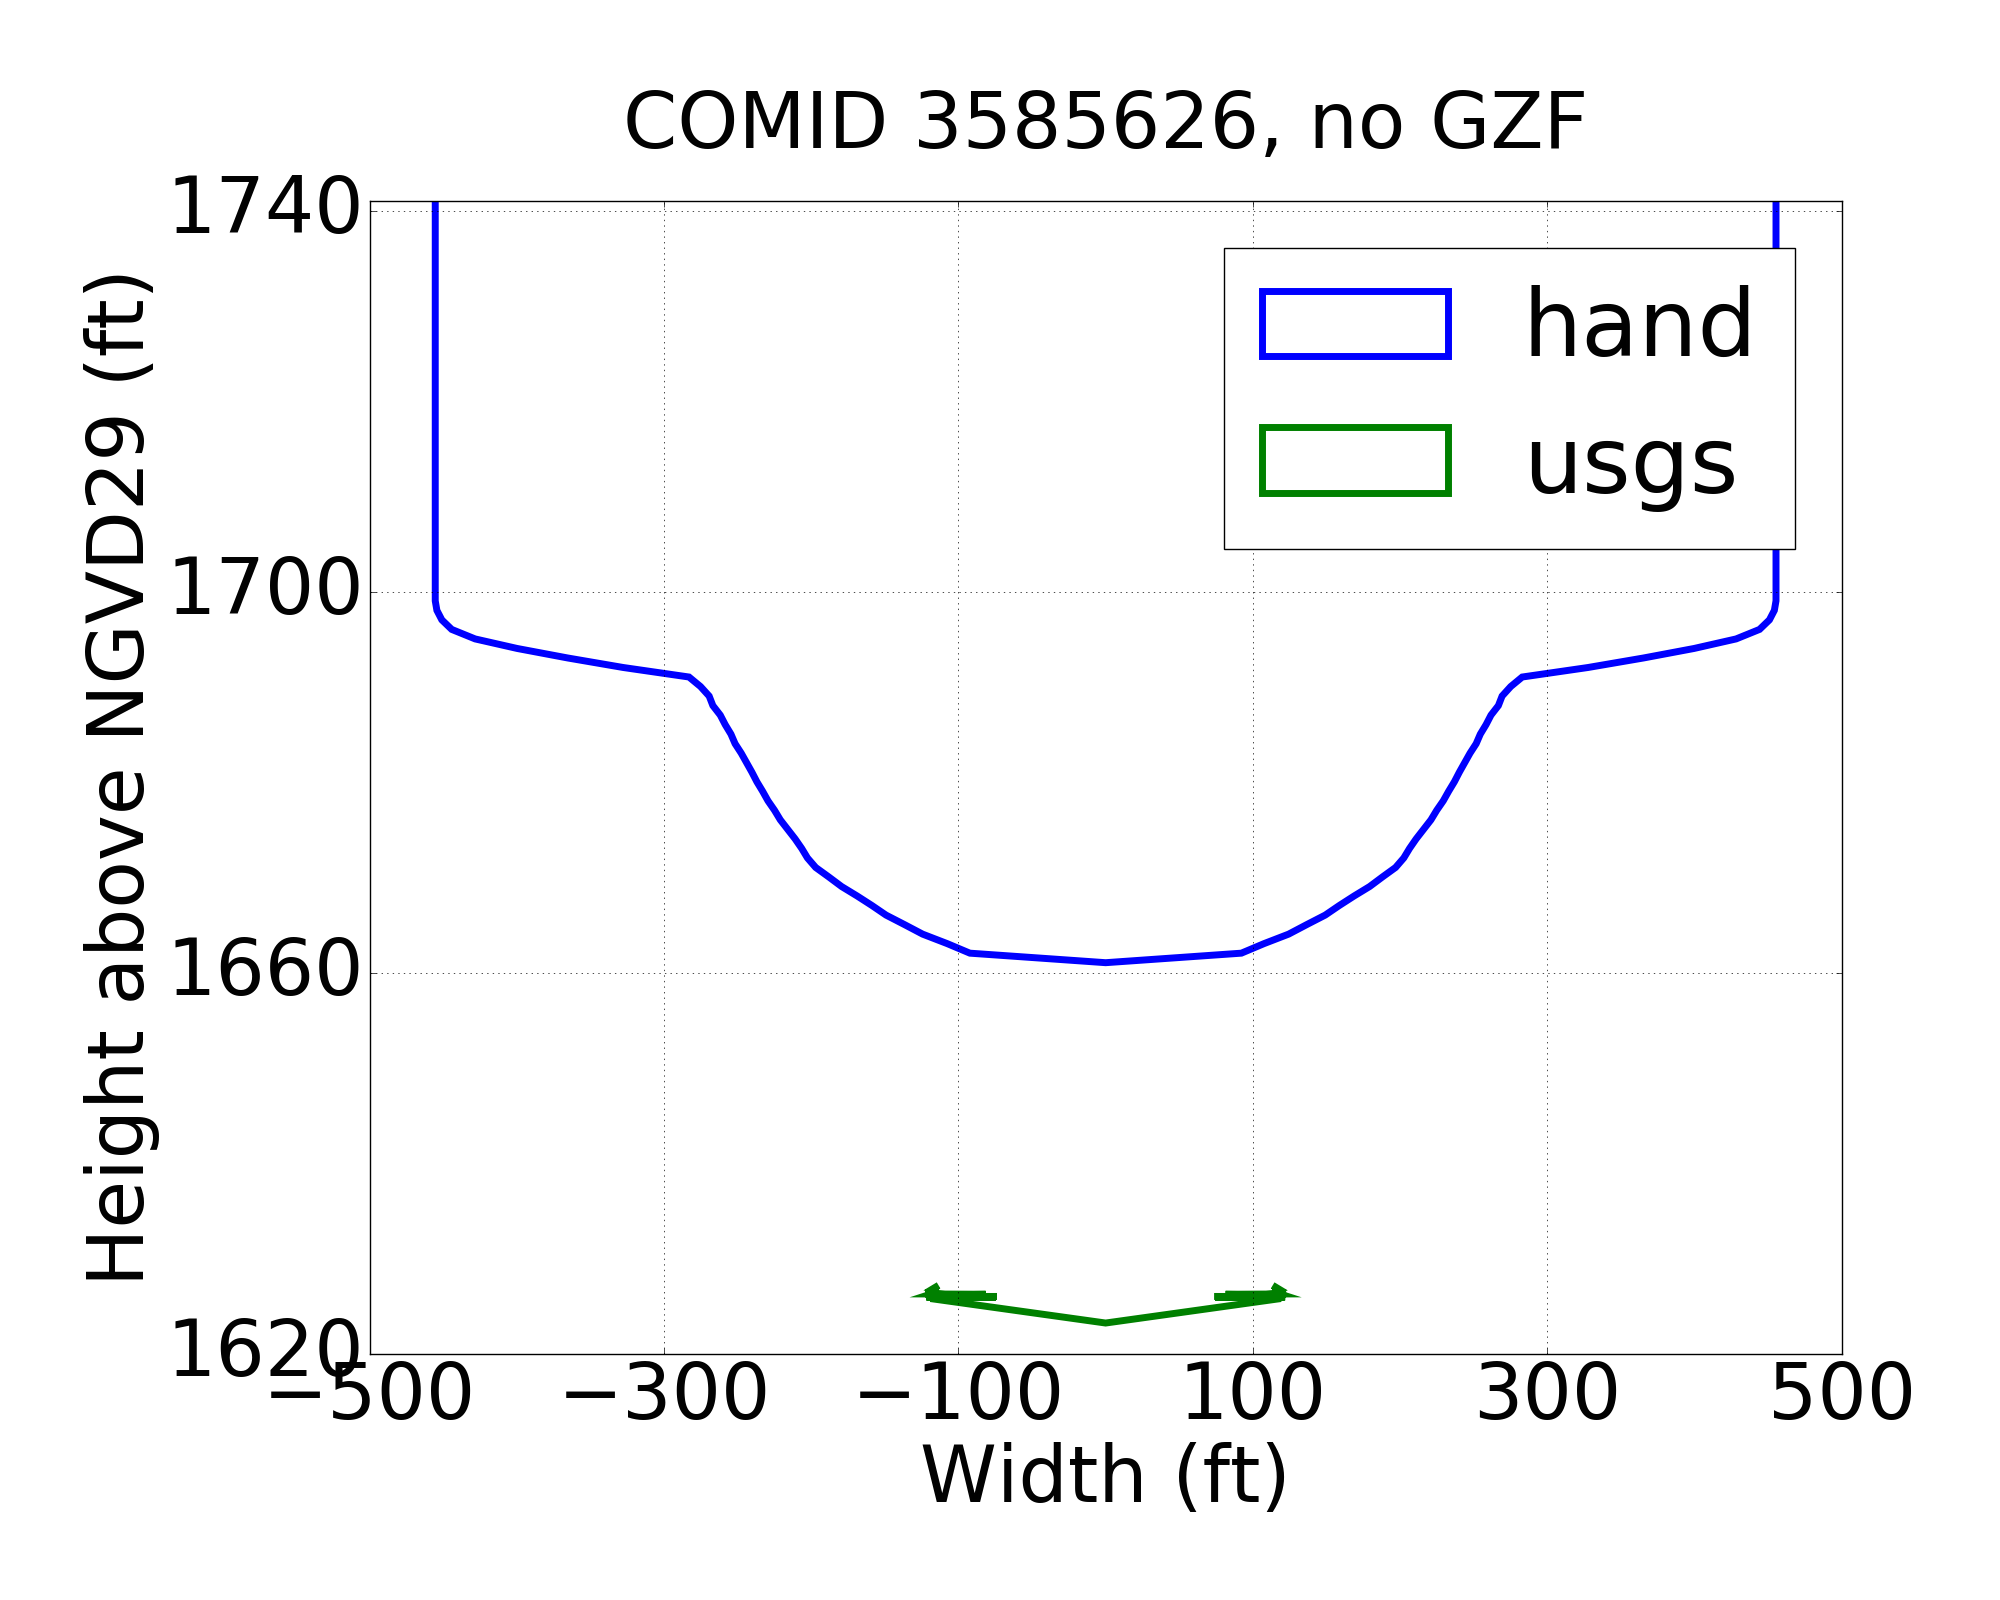 COMID 3585626, no GZF
Height above NGVD29 (ft)
1740
1700
1660
1620
hand
usgs
−500 −300 −100 100 300 500
Width (ft)